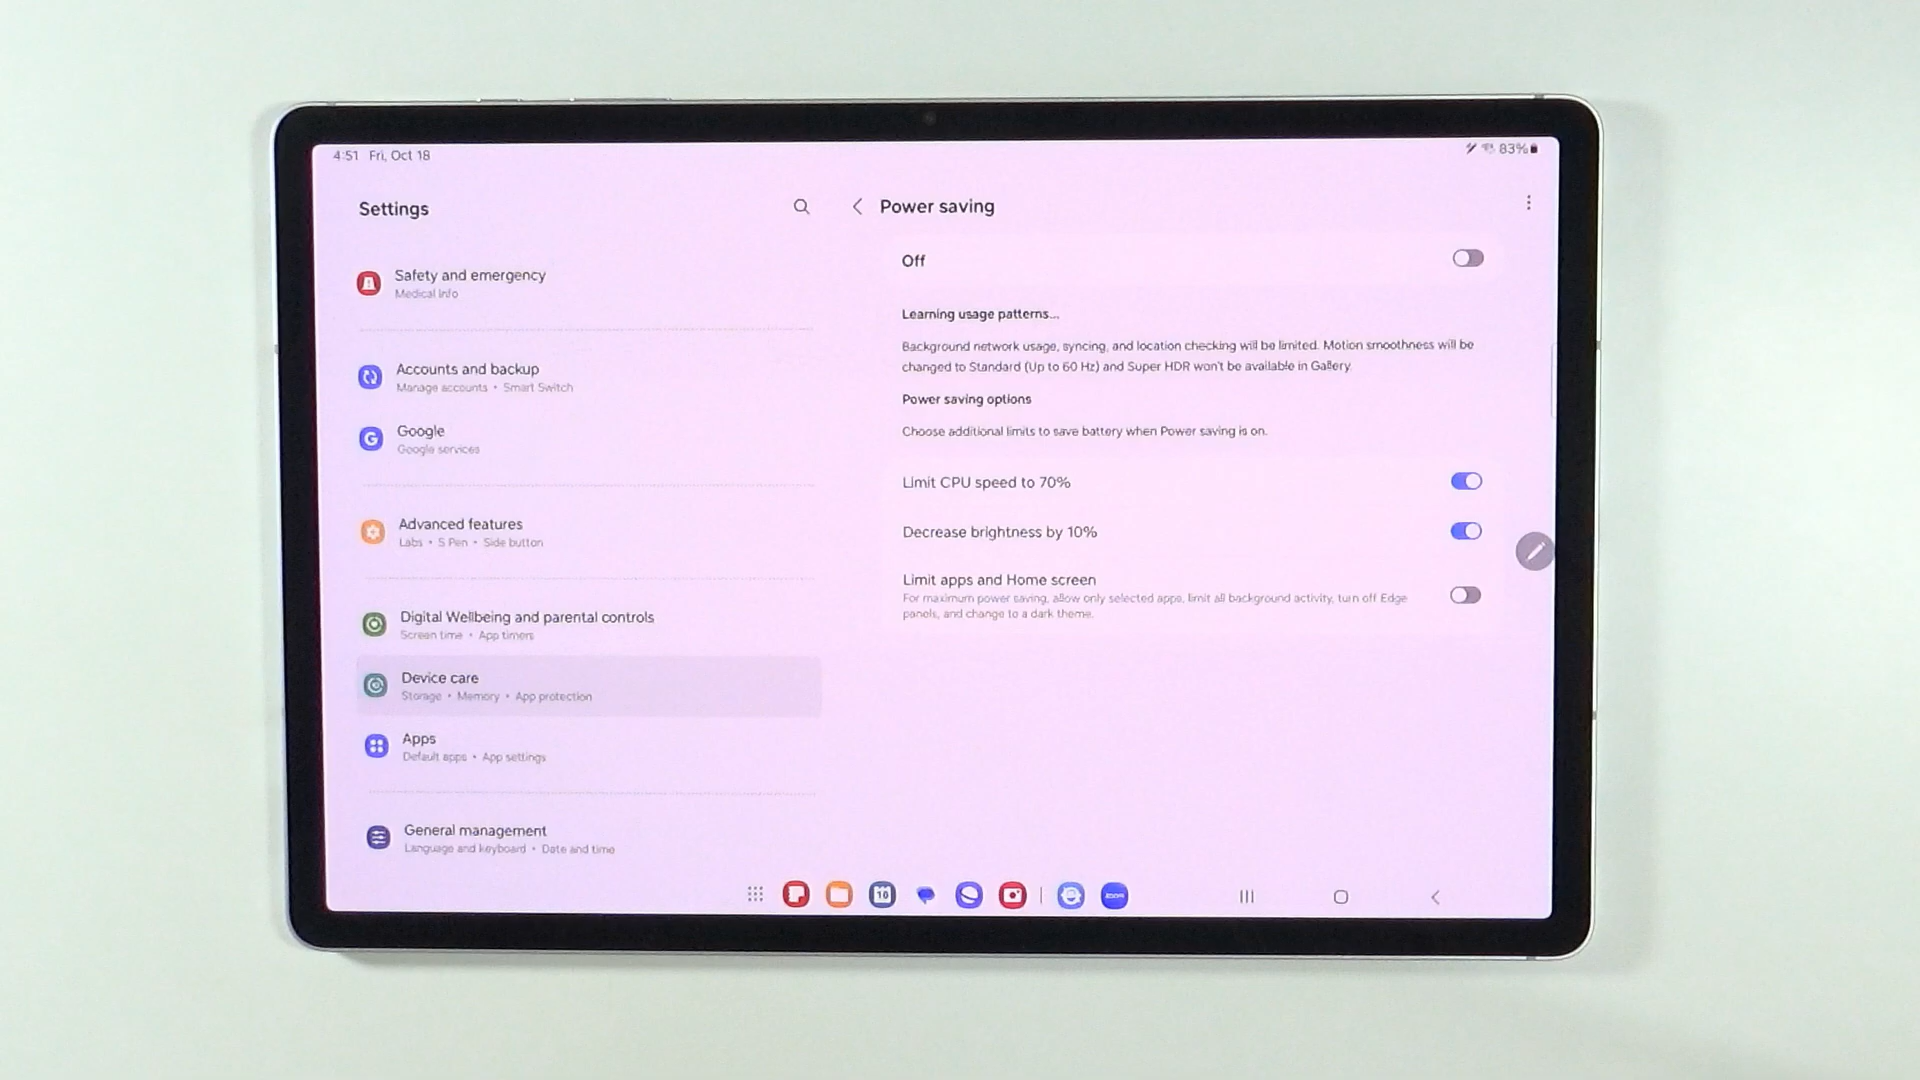 4:51 Fri, Oct 18
83%
Settings
Safety and emergency
Medical info
Accounts and backup
Manage accounts • Smart Switch
Google
Google services
Advanced features
Labs • S Pen • Side button
Digital Wellbeing and parental controls
Screen time • App timers
Device care
Storage • Memory • App protection
Apps
Default apps • App settings
General management
Language and keyboard • Date and time
Power saving
Off
Learning usage patterns...
Background network usage, syncing, and location checking will be limited. Motion smoothness will be
changed to Standard (Up to 60 Hz) and Super HDR won't be available in Gallery.
Power saving options
Choose additional limits to save battery when Power saving is on.
Limit CPU speed to 70%
Decrease brightness by 10%
Limit apps and Home screen
For maximum power saving, allow only selected apps, limit all background activity, turn off Edge
panels, and change to a dark theme.